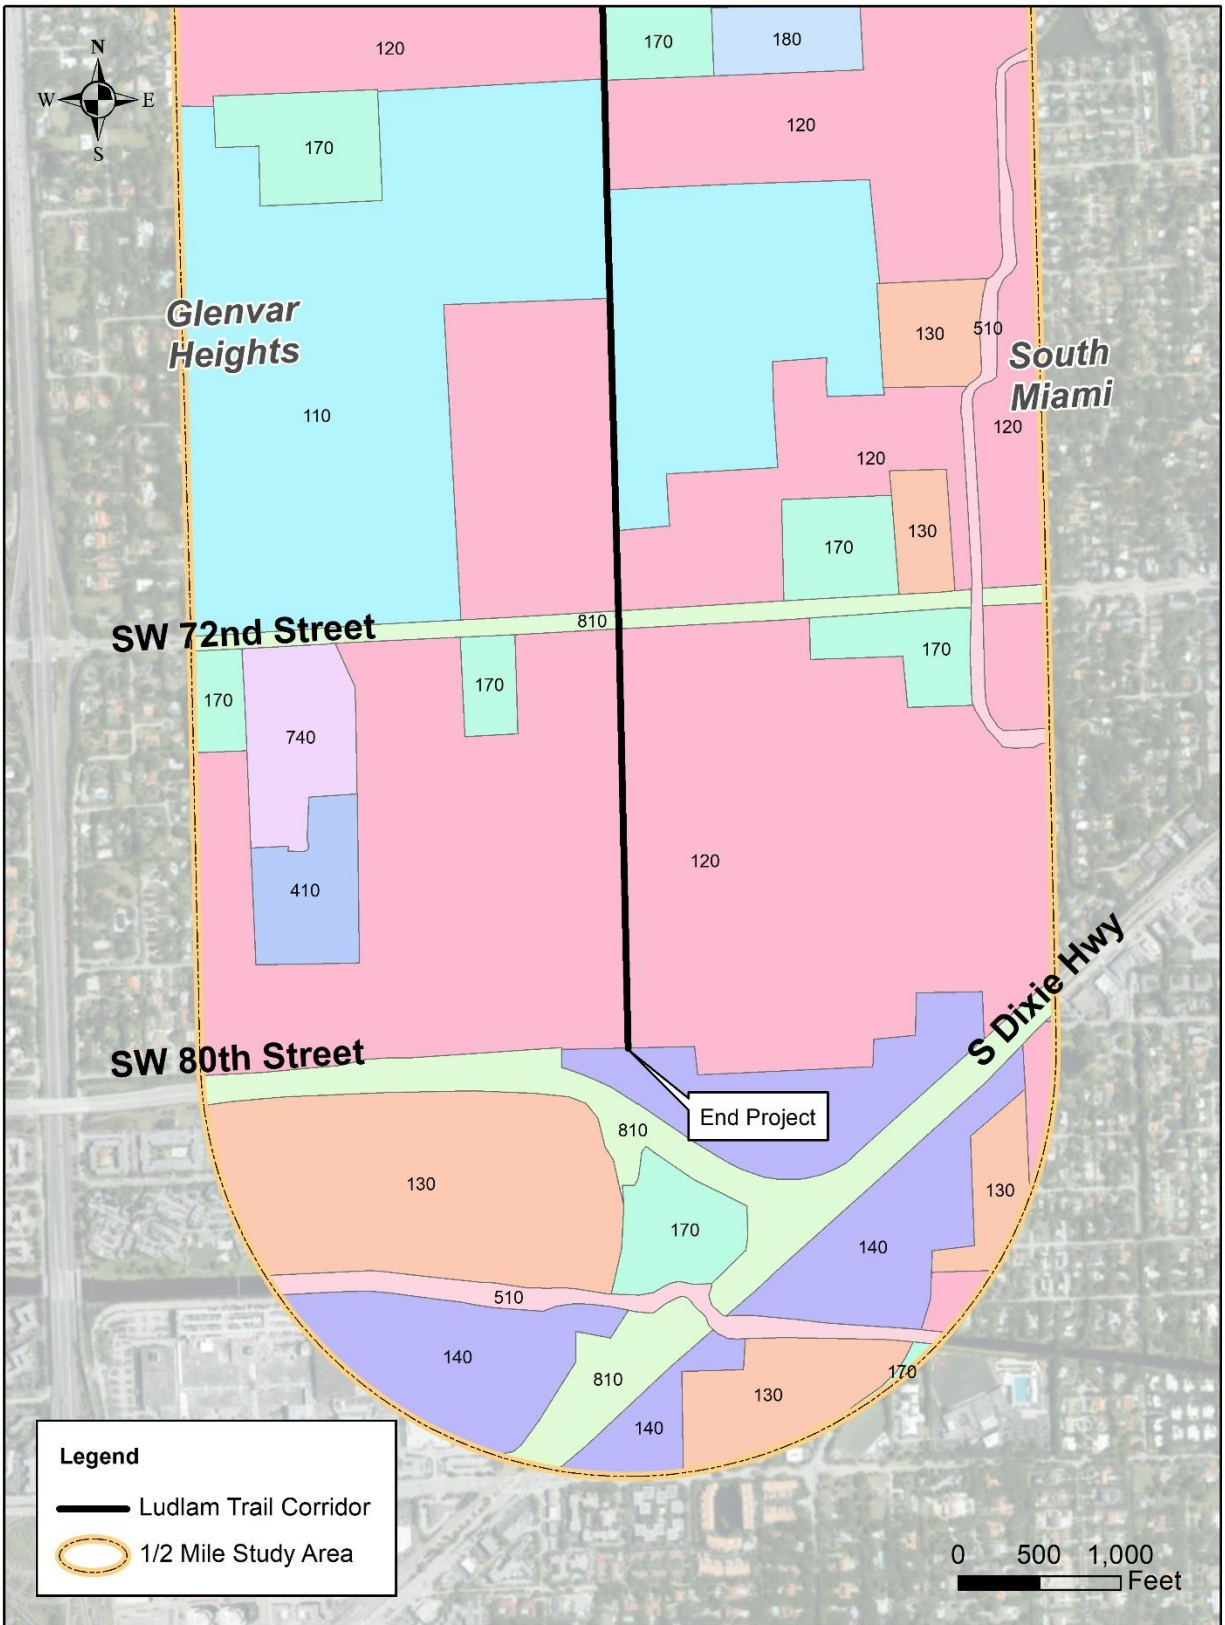 120
170
180
N
W E
S
120
170
Glenvar
Heights
130
510
South
Miami
110
120
120
170
130
SW 72nd Street
810
170
170
170
740
120
410
S Dixie Hwy
SW 80th Street
End Project
810
130
130
170
140
510
140
170
810
130
140
Legend
Ludlam Trail Corridor
1/2 Mile Study Area
0 500 1,000
Feet